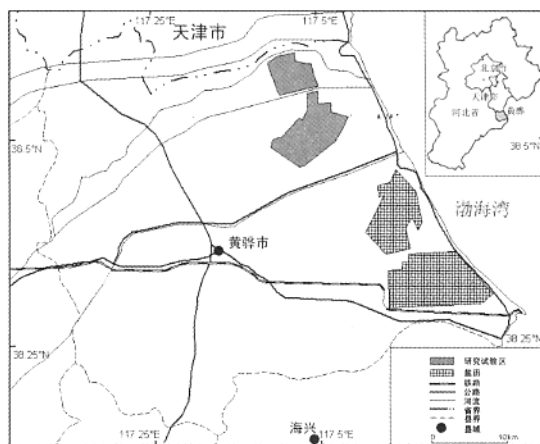 117.25°E
117.5°E
天津市
北京市
天津市
河北省
黄骅
38.5°N
38.5°N
渤海湾
黄骅市
38.25°N
38.25°N
研究试验区
盐田
铁路
公路
河流
省界
县界
县城
0 10km
海兴
117.25°E
117.5°E